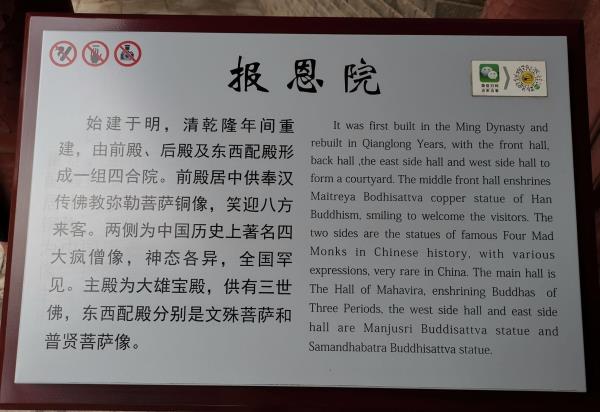 报恩院
始建于明，清乾隆年间重
建，由前殿、后殿及东西配殿形
成一组四合院。前殿居中供奉汉
传佛教弥勒菩萨铜像，笑迎八方
来客。两侧为中国历史上著名四
大疯僧像，神态各异，全国罕
见。主殿为大雄宝殿，供有三世
佛，东西配殿分别是文殊菩萨和
普贤菩萨像。
It was first built in the Ming Dynasty and
rebuilt in Qianglong Years, with the front hall,
back hall ,the east side hall and west side hall to
form a courtyard. The middle front hall enshrines
Maitreya Bodhisattva copper statue of Han
Buddhism, smiling to welcome the visitors. The
two sides are the statues of famous Four Mad
Monks in Chinese history, with various
expressions, very rare in China. The main hall is
The Hall of Mahavira, enshrining Buddhas of
Three Periods, the west side hall and east side
hall are Manjusri Buddisattva statue and
Samandhabatra Buddhisattva statue.